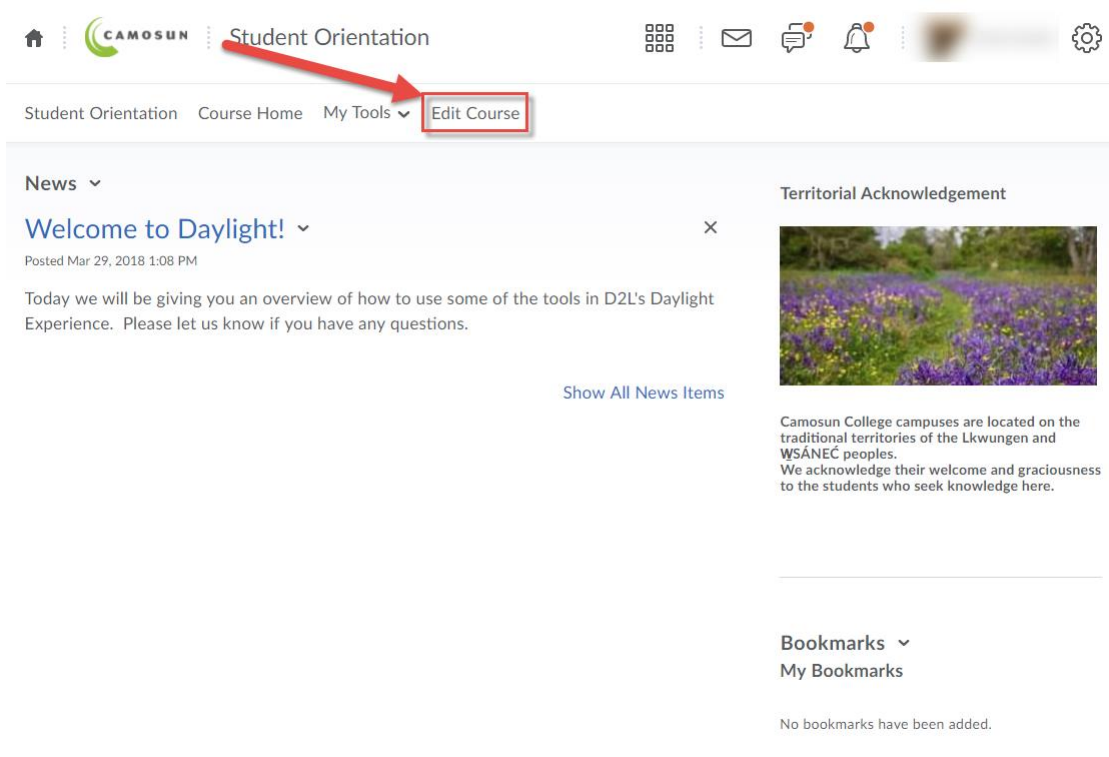 CAMOSUN Student Orientation
Student Orientation Course Home My Tools Edit Course
News
Welcome to Daylight!
Posted Mar 29, 2018 1:08 PM
Today we will be giving you an overview of how to use some of the tools in D2L's Daylight
Experience. Please let us know if you have any questions.
Show All News Items
Territorial Acknowledgement
Camosun College campuses are located on the
traditional territories of the Lkwungen and
W̱SÁNEĆ peoples.
We acknowledge their welcome and graciousness
to the students who seek knowledge here.
Bookmarks
My Bookmarks
No bookmarks have been added.